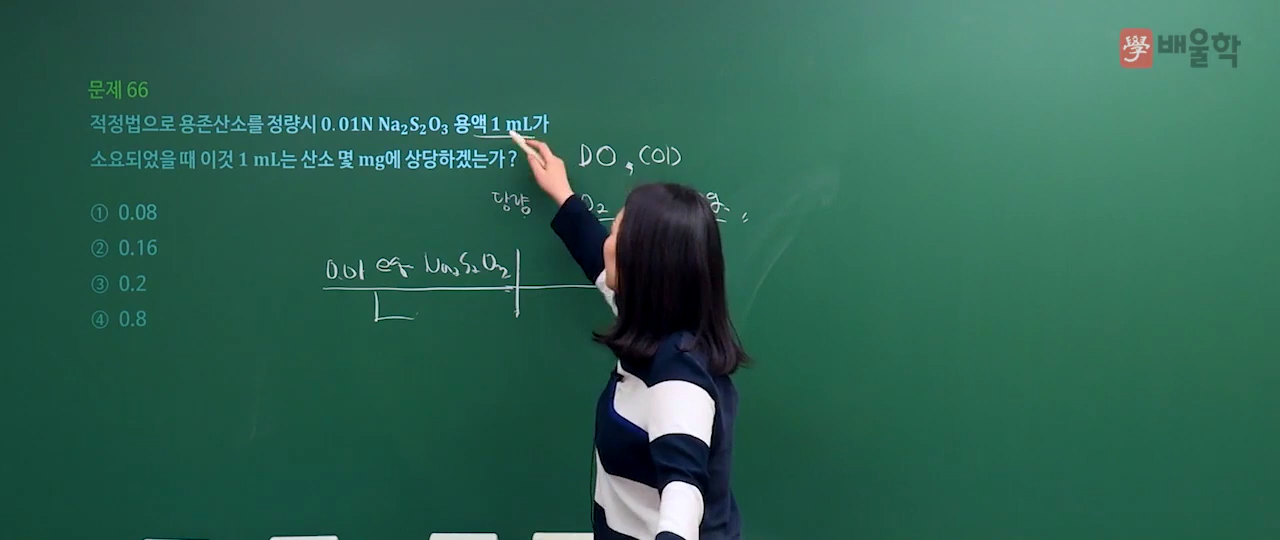 學 배울학
문제 66
적정법으로 용존산소를 정량시 0.01N Na₂S₂O₃ 용액 1 mL가
소요되었을 때 이것 1 mL는 산소 몇 mg에 상당하겠는가?
① 0.08
② 0.16
③ 0.2
④ 0.8
DO, COD
당량 O₂ g
0.01 eg Na₂S₂O₃
L